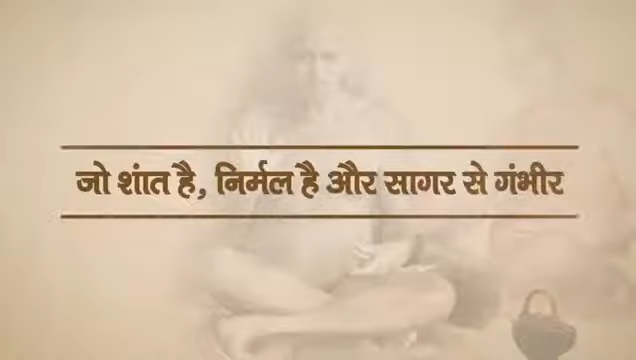 जो शांत है, निर्मल है और सागर से गंभीर